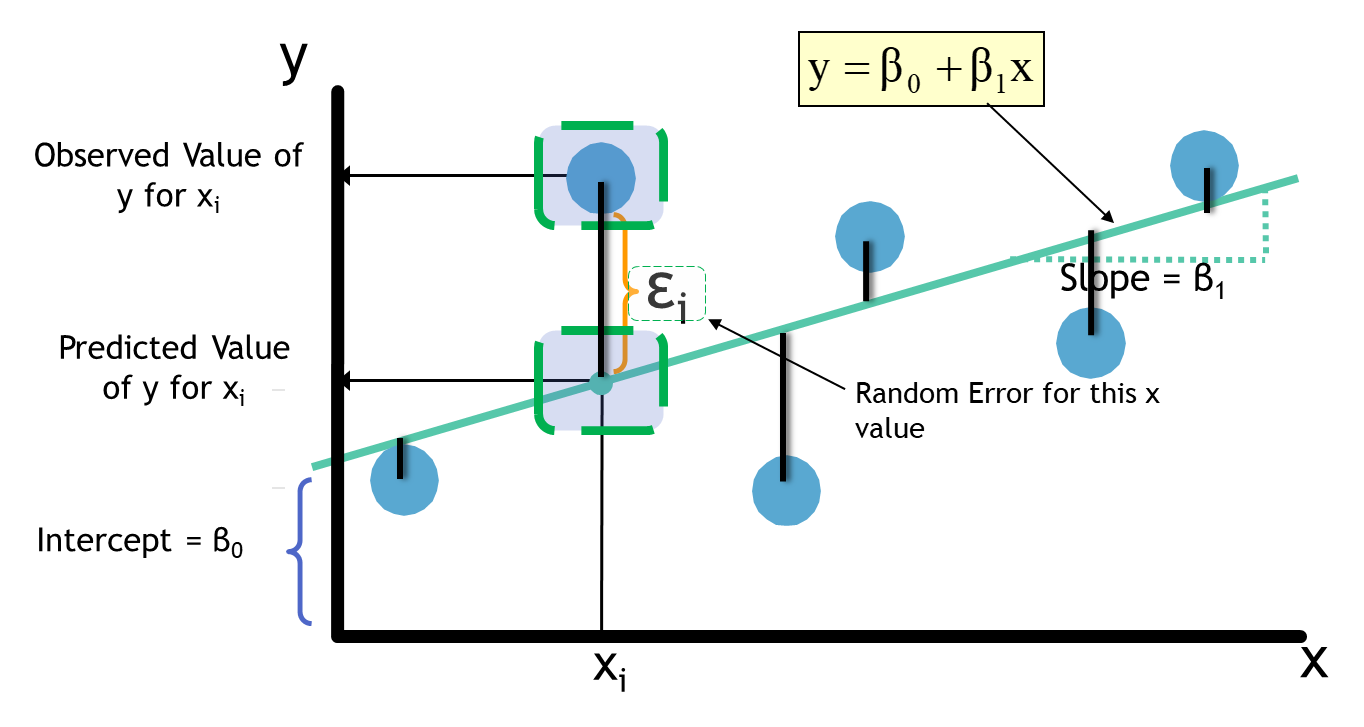 y
y = β₀ + β₁x
Observed Value of
y for xᵢ
εᵢ
Slope = β₁
Predicted Value
of y for xᵢ
Random Error for this x
value
Intercept = β₀
xᵢ
x